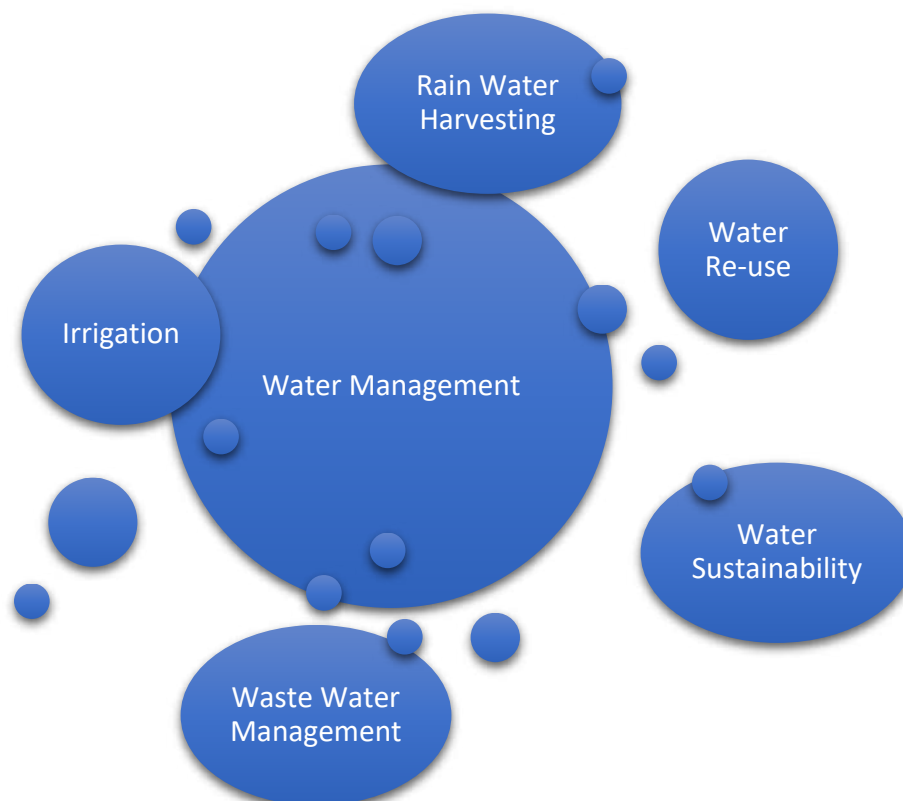 Rain Water
Harvesting
Water
Re-use
Irrigation
Water Management
Water
Sustainability
Waste Water
Management